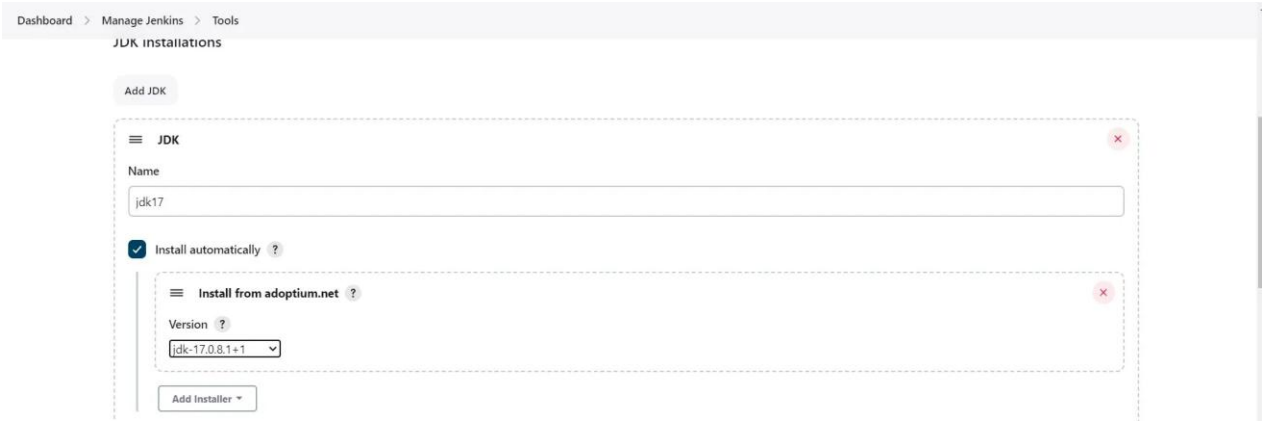 Dashboard > Manage Jenkins > Tools
JDK installations
Add JDK
JDK
Name
jdk17
Install automatically ?
Install from adoptium.net ?
Version ?
jdk-17.0.8.1+1
Add Installer